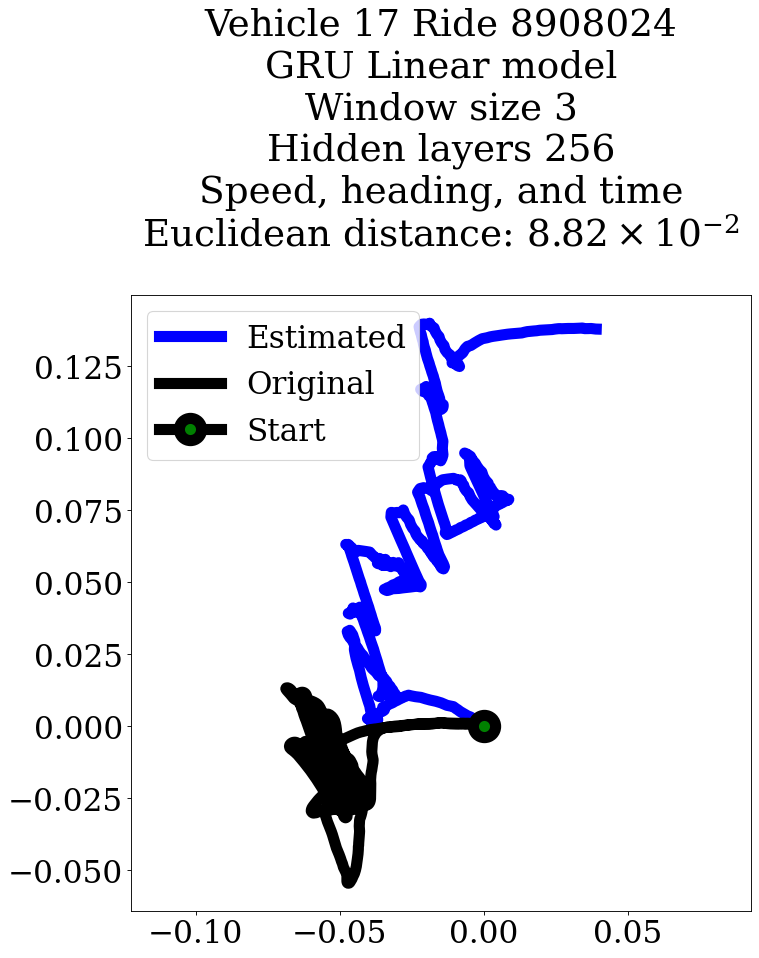 Vehicle 17 Ride 8908024
GRU Linear model
Window size 3
Hidden layers 256
Speed, heading, and time
Euclidean distance: 8.82 × 10⁻²
Estimated
Original
Start
0.125
0.100
0.075
0.050
0.025
0.000
−0.025
−0.050
−0.10 −0.05 0.00 0.05